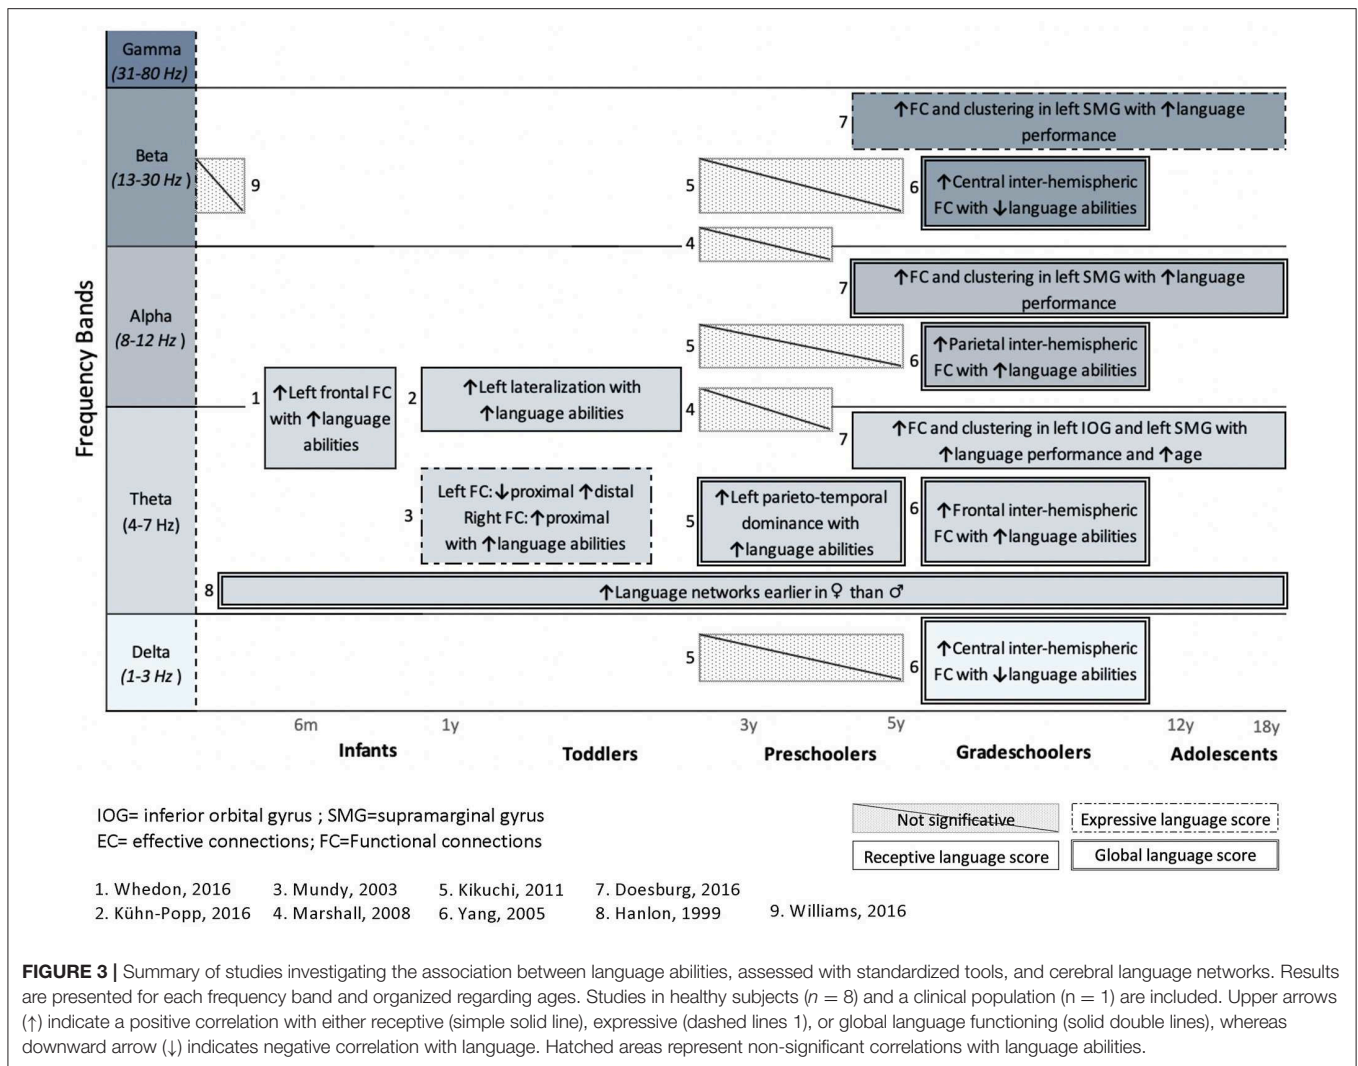 Frequency Bands
Gamma
(31-80 Hz)
Beta
(13-30 Hz )
Alpha
(8-12 Hz )
Theta
(4-7 Hz)
Delta
(1-3 Hz )
7
↑FC and clustering in left SMG with ↑language
performance
9
5
6
↑Central inter-hemispheric
FC with ↓language abilities
4
7
↑FC and clustering in left SMG with ↑language
performance
5
6
↑Parietal inter-hemispheric
FC with ↑language abilities
1
↑Left frontal FC
with ↑language
abilities
2
↑Left lateralization with
↑language abilities
4
7
↑FC and clustering in left IOG and left SMG with
↑language performance and ↑age
3
Left FC:↓proximal ↑distal
Right FC:↑proximal
with ↑language abilities
5
↑Left parieto-temporal
dominance with
↑language abilities
6
↑Frontal inter-hemispheric
FC with ↑language abilities
8
↑Language networks earlier in ♀ than ♂
5
6
↑Central inter-hemispheric
FC with ↓language abilities
6m 1y 3y 5y 12y 18y
Infants Toddlers Preschoolers Gradeschoolers Adolescents
IOG= inferior orbital gyrus ; SMG=supramarginal gyrus
EC= effective connections; FC=Functional connections
Not significative
Expressive language score
Receptive language score
Global language score
1. Whedon, 2016 3. Mundy, 2003 5. Kikuchi, 2011 7. Doesburg, 2016
2. Kühn-Popp, 2016 4. Marshall, 2008 6. Yang, 2005 8. Hanlon, 1999 9. Williams, 2016
FIGURE 3 | Summary of studies investigating the association between language abilities, assessed with standardized tools, and cerebral language networks. Results
are presented for each frequency band and organized regarding ages. Studies in healthy subjects (n = 8) and a clinical population (n = 1) are included. Upper arrows
(↑) indicate a positive correlation with either receptive (simple solid line), expressive (dashed lines 1), or global language functioning (solid double lines), whereas
downward arrow (↓) indicates negative correlation with language. Hatched areas represent non-significant correlations with language abilities.